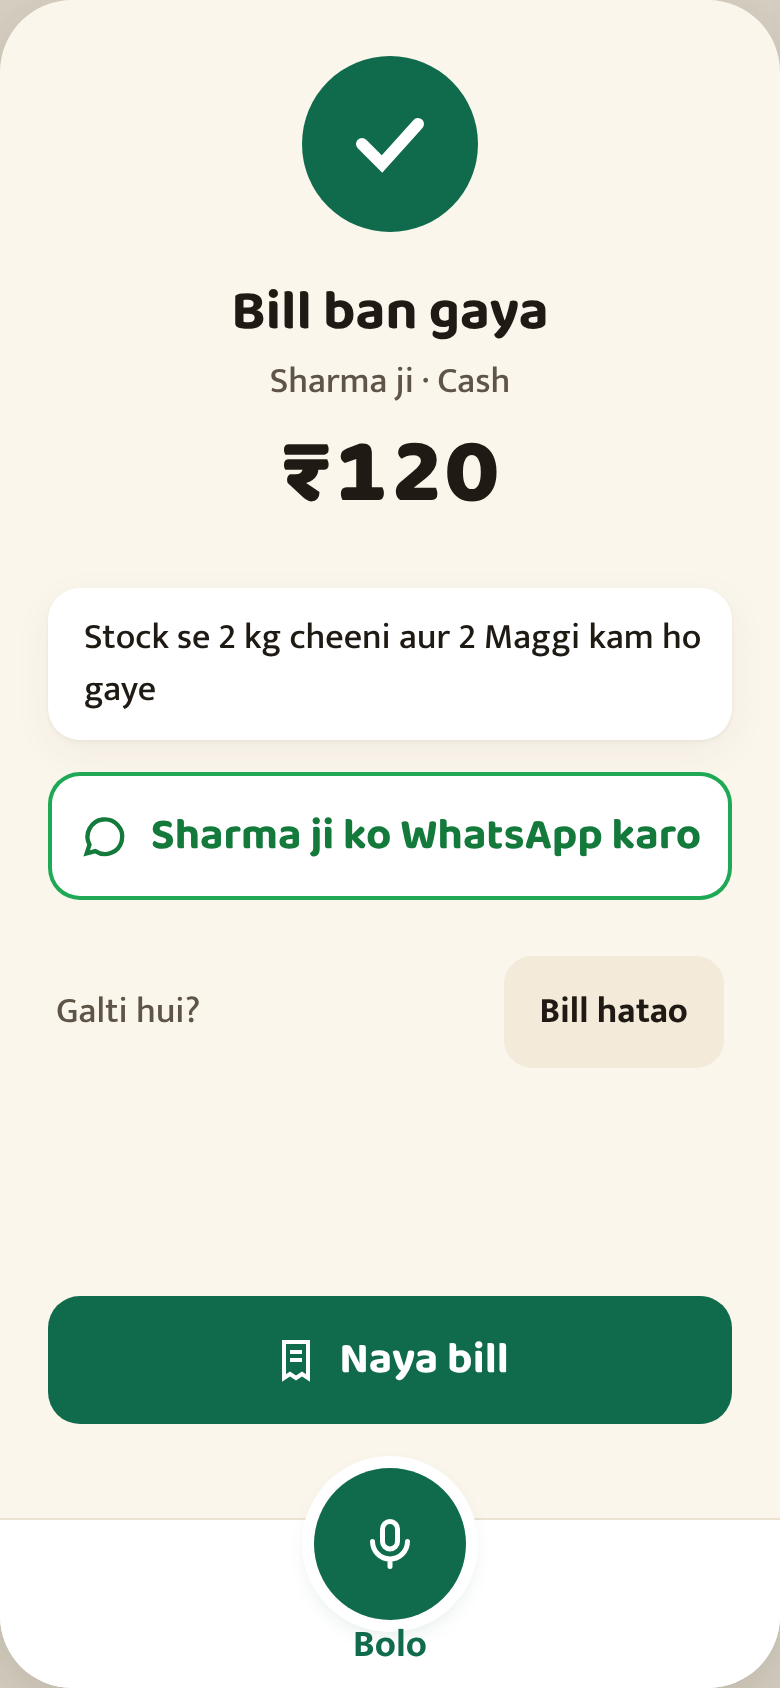 Bill ban gaya
Sharma ji · Cash
₹120
Stock se 2 kg cheeni aur 2 Maggi kam ho
gaye
Sharma ji ko WhatsApp karo
Galti hui?
Bill hatao
Naya bill
Bolo